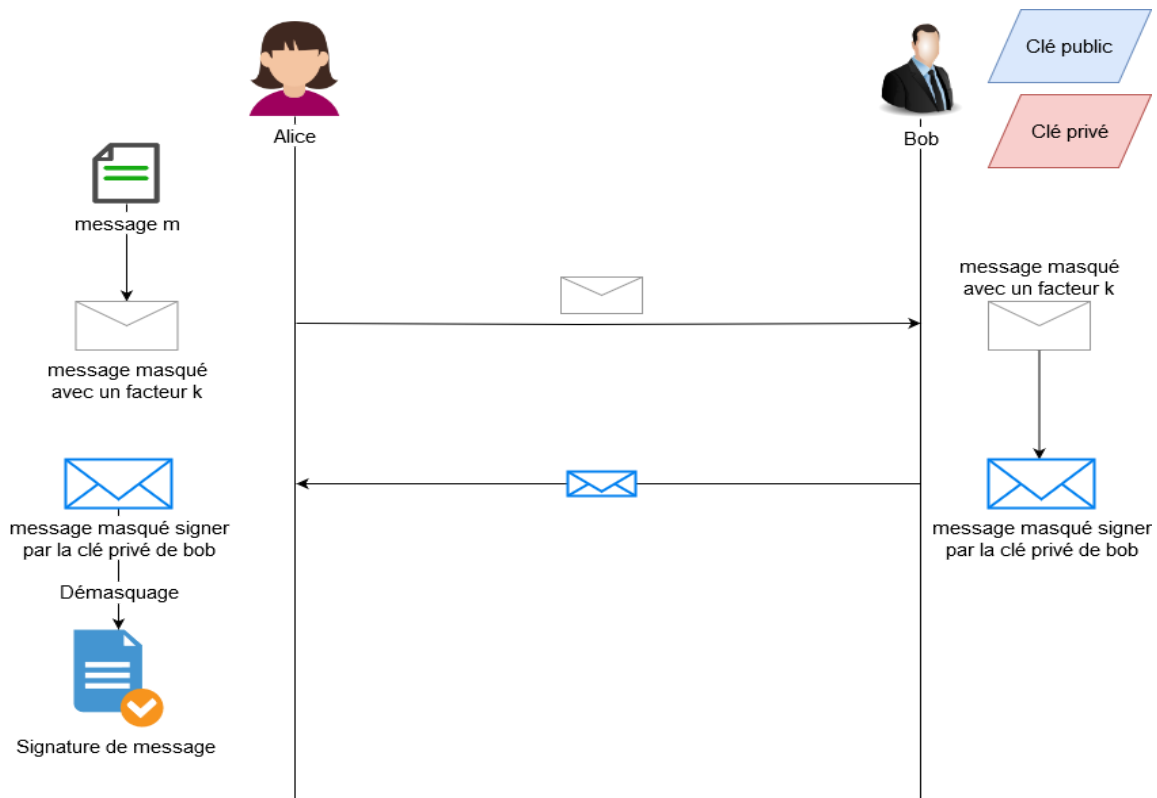 Clé public
Clé privé
Alice
Bob
message m
message masqué
avec un facteur k
message masqué
avec un facteur k
message masqué signer
par la clé privé de bob
message masqué signer
par la clé privé de bob
Démasquage
Signature de message